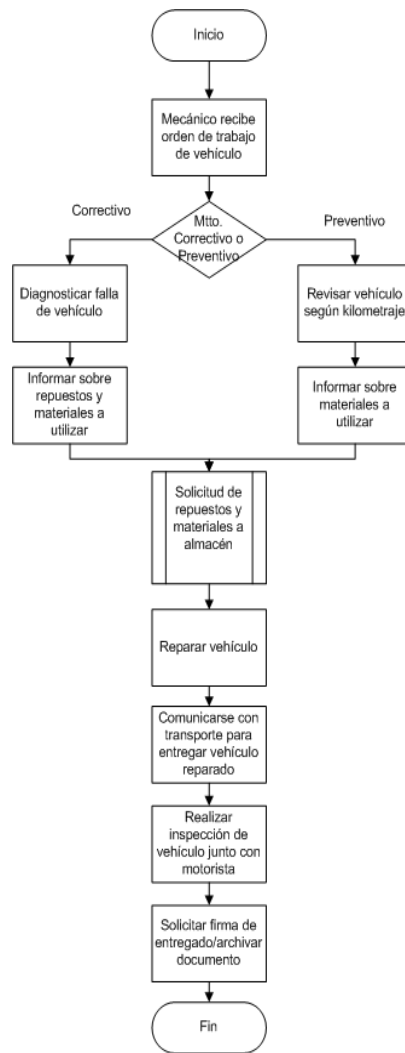 Inicio
Mecánico recibe
orden de trabajo
de vehículo
Correctivo
Mtto.
Correctivo o
Preventivo
Preventivo
Diagnosticar falla
de vehículo
Revisar vehículo
según kilometraje
Informar sobre
repuestos y
materiales a
utilizar
Informar sobre
materiales a
utilizar
Solicitud de
repuestos y
materiales a
almacén
Reparar vehículo
Comunicarse con
transporte para
entregar vehículo
reparado
Realizar
inspección de
vehículo junto con
motorista
Solicitar firma de
entregado/archivar
documento
Fin